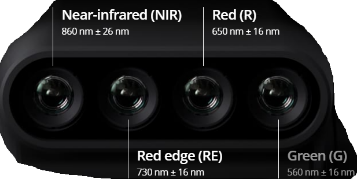 Near-infrared (NIR)
860 nm ± 26 nm
Red (R)
650 nm ± 16 nm
Red edge (RE)
730 nm ± 16 nm
Green (G)
560 nm ± 16 nm